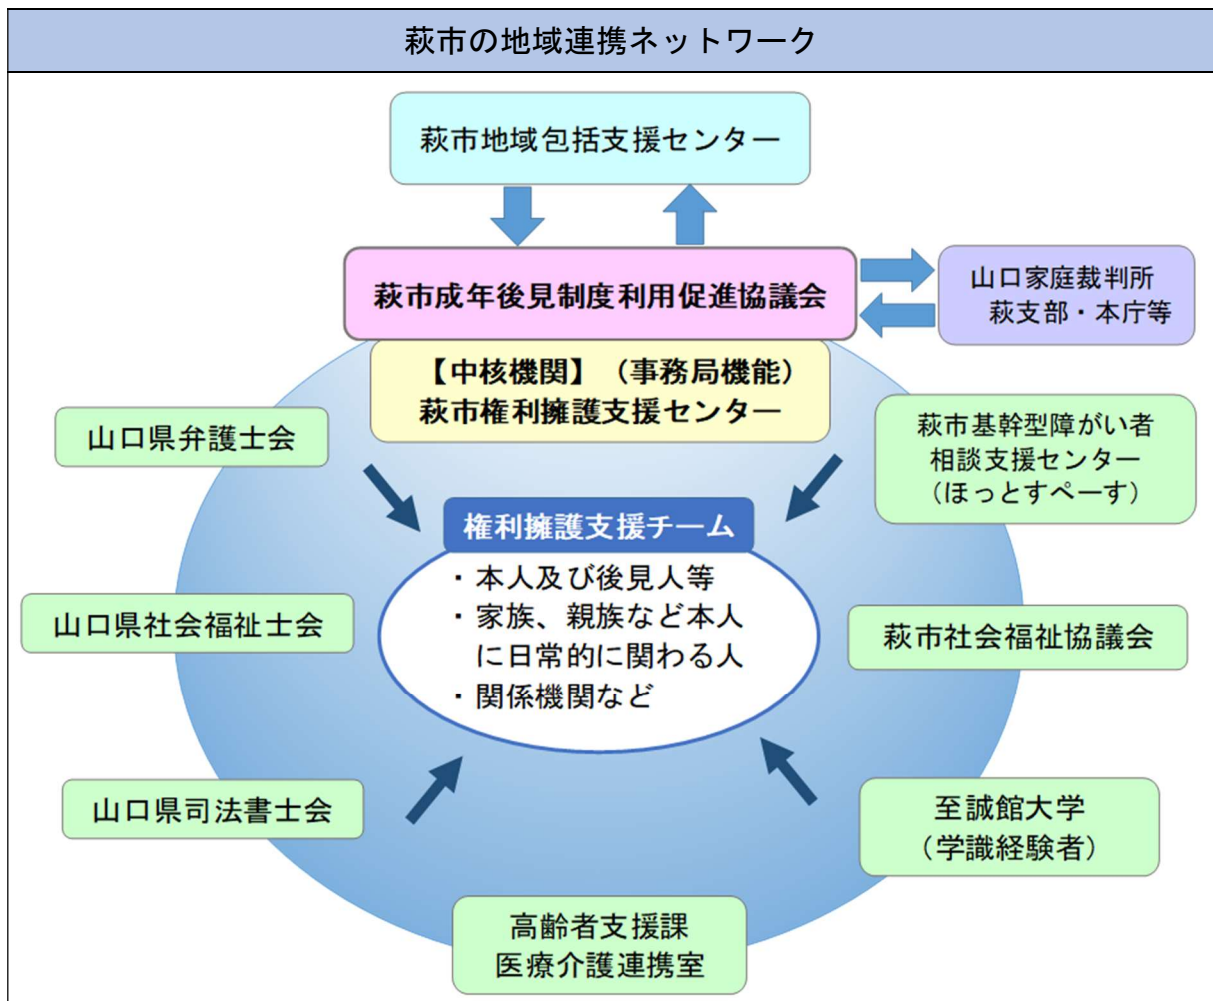 萩市の地域連携ネットワーク
萩市地域包括支援センター
萩市成年後見制度利用促進協議会
山口家庭裁判所
萩支部・本庁等
【中核機関】（事務局機能）
萩市権利擁護支援センター
山口県弁護士会
萩市基幹型障がい者
相談支援センター
（ほっとすぺーす）
権利擁護支援チーム
・本人及び後見人等
・家族、親族など本人
に日常的に関わる人
・関係機関など
山口県社会福祉士会
萩市社会福祉協議会
山口県司法書士会
至誠館大学
（学識経験者）
高齢者支援課
医療介護連携室